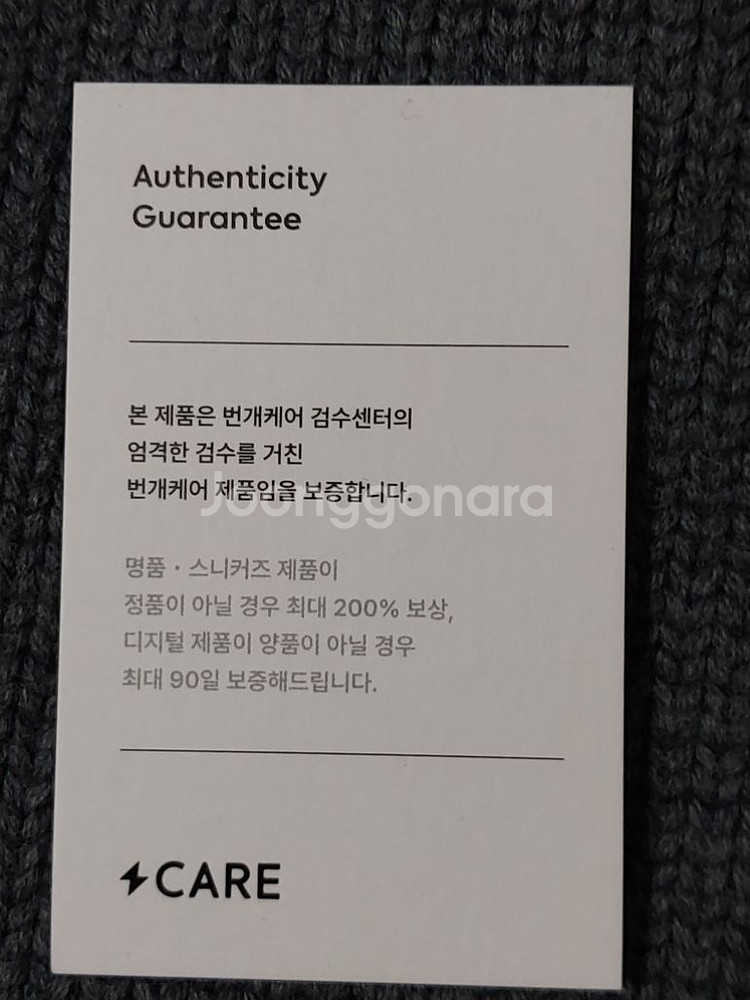 Authenticity
Guarantee
본 제품은 번개케어 검수센터의
엄격한 검수를 거친
번개케어 제품임을 보증합니다.
Joonggonara
명품 · 스니커즈 제품이
정품이 아닐 경우 최대 200% 보상,
디지털 제품이 양품이 아닐 경우
최대 90일 보증해드립니다.
CARE